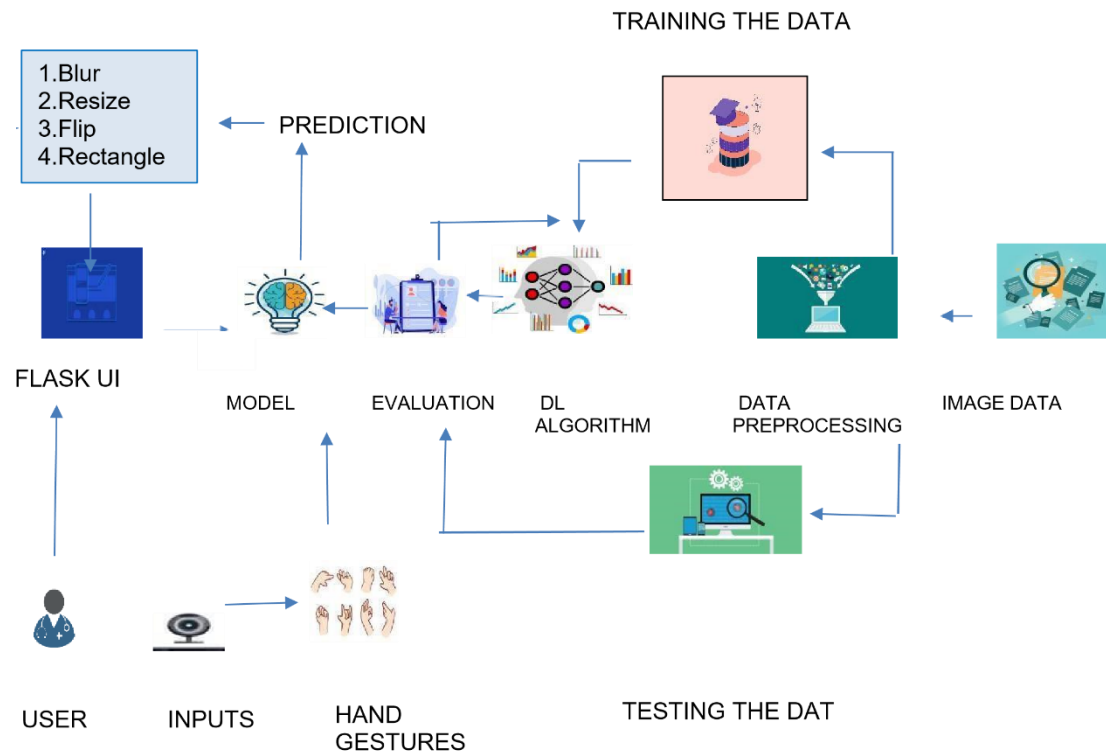 TRAINING THE DATA
1.Blur
2.Resize
3.Flip
4.Rectangle
PREDICTION
FLASK UI
MODEL
EVALUATION
DL
ALGORITHM
DATA
PREPROCESSING
IMAGE DATA
USER
INPUTS
HAND
GESTURES
TESTING THE DAT